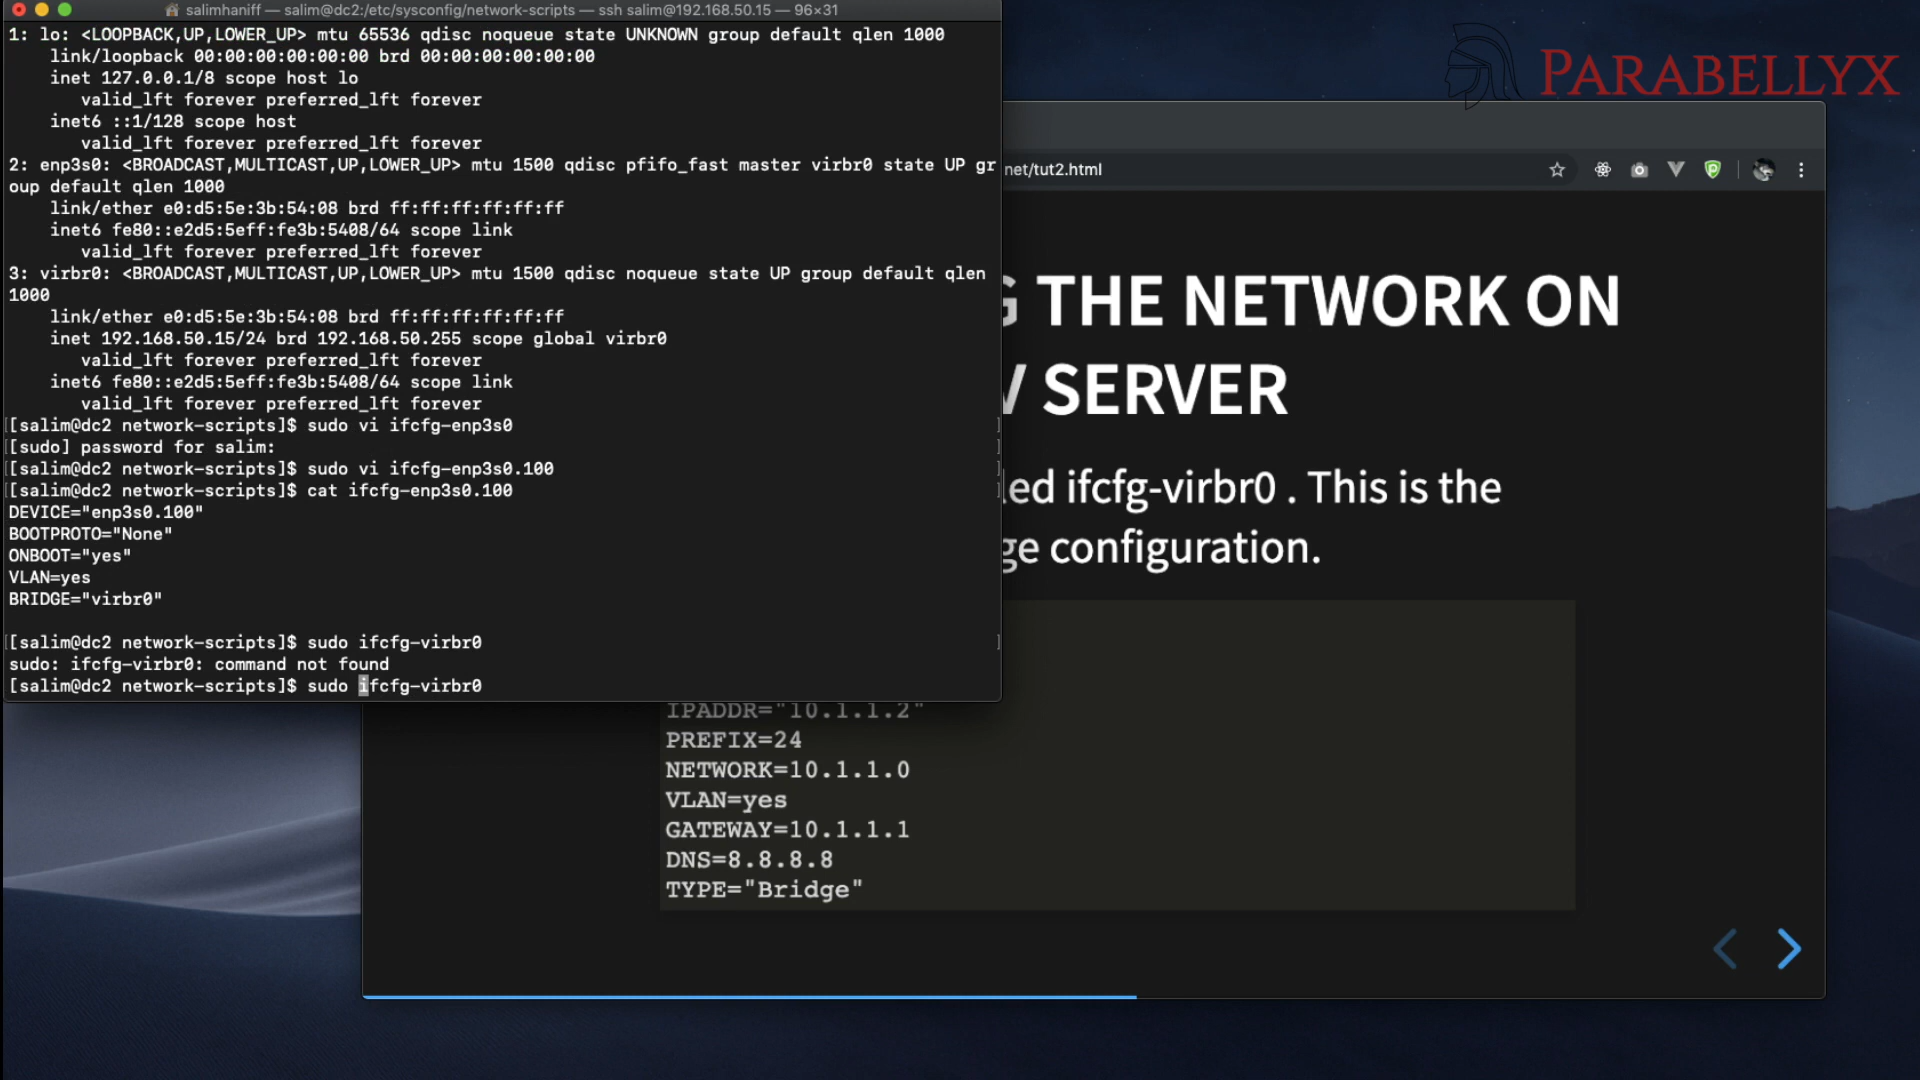 salimhaniff — salim@dc2:/etc/sysconfig/network-scripts — ssh salim@192.168.50.15 — 96×31
1: lo: <LOOPBACK,UP,LOWER_UP> mtu 65536 qdisc noqueue state UNKNOWN group default qlen 1000
link/loopback 00:00:00:00:00:00 brd 00:00:00:00:00:00
inet 127.0.0.1/8 scope host lo
valid_lft forever preferred_lft forever
inet6 ::1/128 scope host
valid_lft forever preferred_lft forever
2: enp3s0: <BROADCAST,MULTICAST,UP,LOWER_UP> mtu 1500 qdisc pfifo_fast master virbr0 state UP gr
oup default qlen 1000
link/ether e0:d5:5e:3b:54:08 brd ff:ff:ff:ff:ff:ff
inet6 fe80::e2d5:5eff:fe3b:5408/64 scope link
valid_lft forever preferred_lft forever
3: virbr0: <BROADCAST,MULTICAST,UP,LOWER_UP> mtu 1500 qdisc noqueue state UP group default qlen
1000
link/ether e0:d5:5e:3b:54:08 brd ff:ff:ff:ff:ff:ff
inet 192.168.50.15/24 brd 192.168.50.255 scope global virbr0
valid_lft forever preferred_lft forever
inet6 fe80::e2d5:5eff:fe3b:5408/64 scope link
valid_lft forever preferred_lft forever
[[salim@dc2 network-scripts]$ sudo vi ifcfg-enp3s0 ]
[[sudo] password for salim: ]
[[salim@dc2 network-scripts]$ sudo vi ifcfg-enp3s0.100 ]
[[salim@dc2 network-scripts]$ cat ifcfg-enp3s0.100 ]
DEVICE="enp3s0.100"
BOOTPROTO="None"
ONBOOT="yes"
VLAN=yes
BRIDGE="virbr0"
[[salim@dc2 network-scripts]$ sudo ifcfg-virbr0 ]
sudo: ifcfg-virbr0: command not found
[salim@dc2 network-scripts]$ sudo ifcfg-virbr0
PARABELLYX
net/tut2.html
G THE NETWORK ON
V SERVER
led ifcfg-virbr0 . This is the
ge configuration.
IPADDR="10.1.1.2"
PREFIX=24
NETWORK=10.1.1.0
VLAN=yes
GATEWAY=10.1.1.1
DNS=8.8.8.8
TYPE="Bridge"